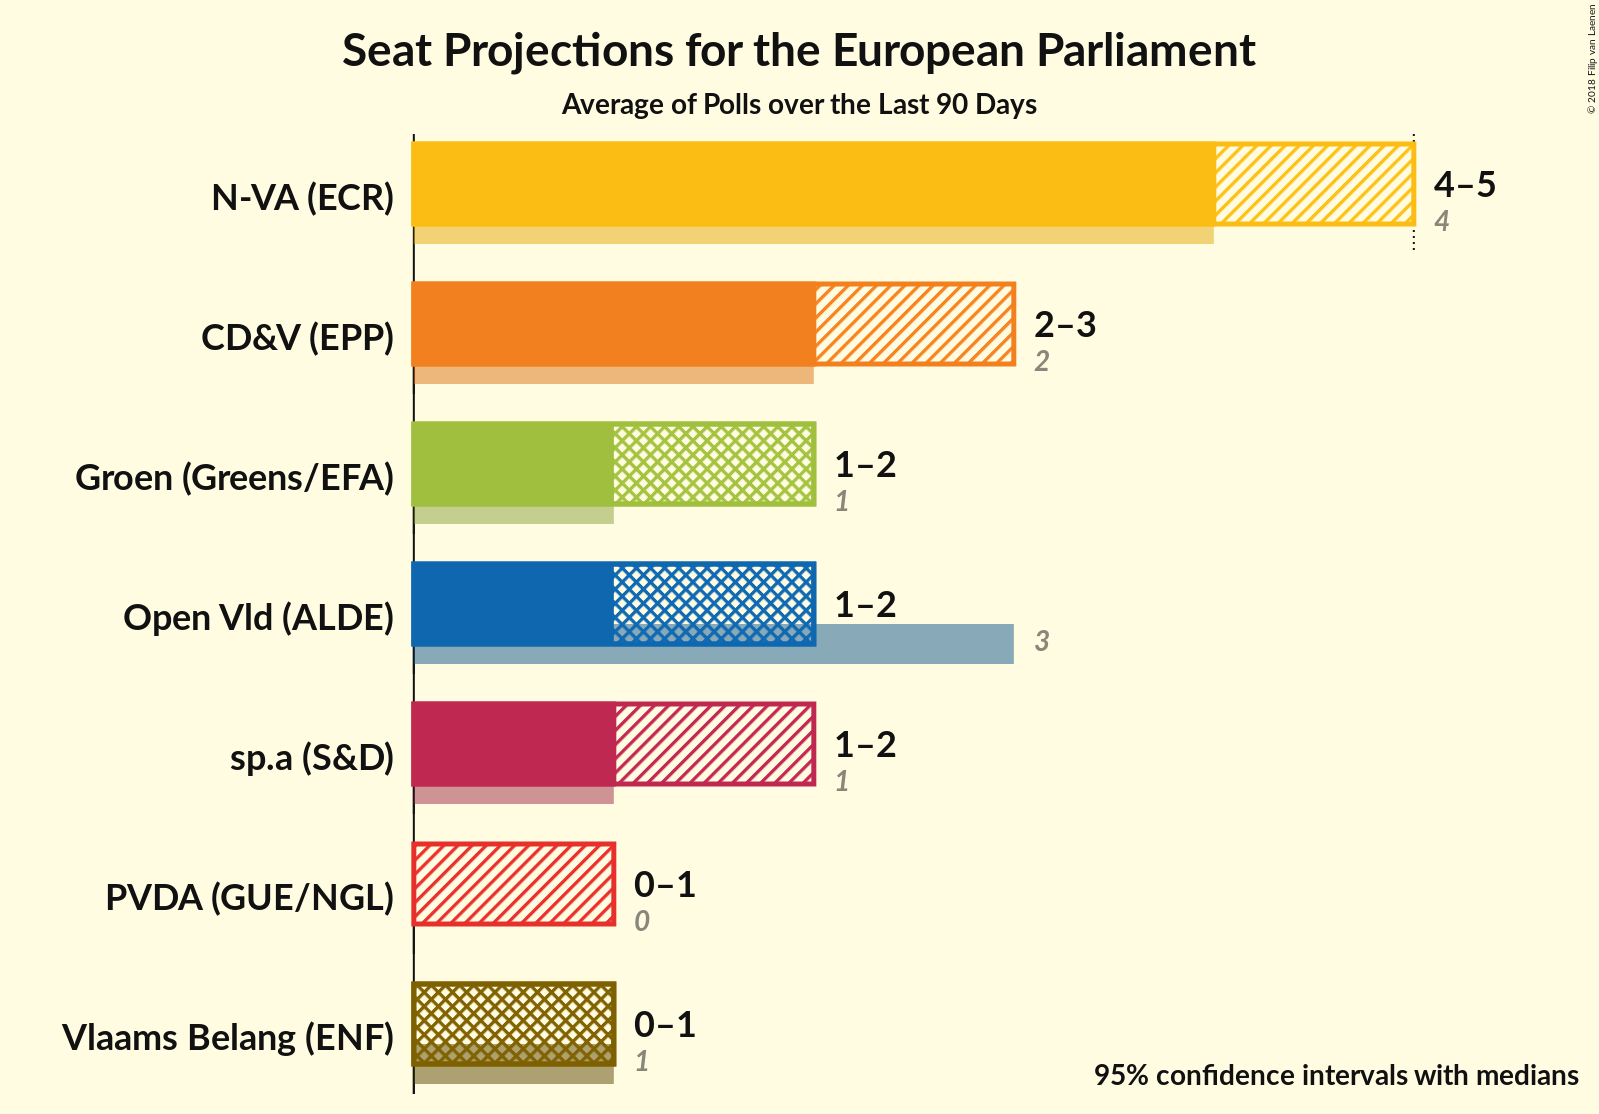 Seat Projections for the European Parliament
Average of Polls over the Last 90 Days
© 2018 Filip van Laenen
N-VA (ECR)
4–5
4
CD&V (EPP)
2–3
2
Groen (Greens/EFA)
1–2
1
Open Vld (ALDE)
1–2
3
sp.a (S&D)
1–2
1
PVDA (GUE/NGL)
0–1
0
Vlaams Belang (ENF)
0–1
1
95% confidence intervals with medians